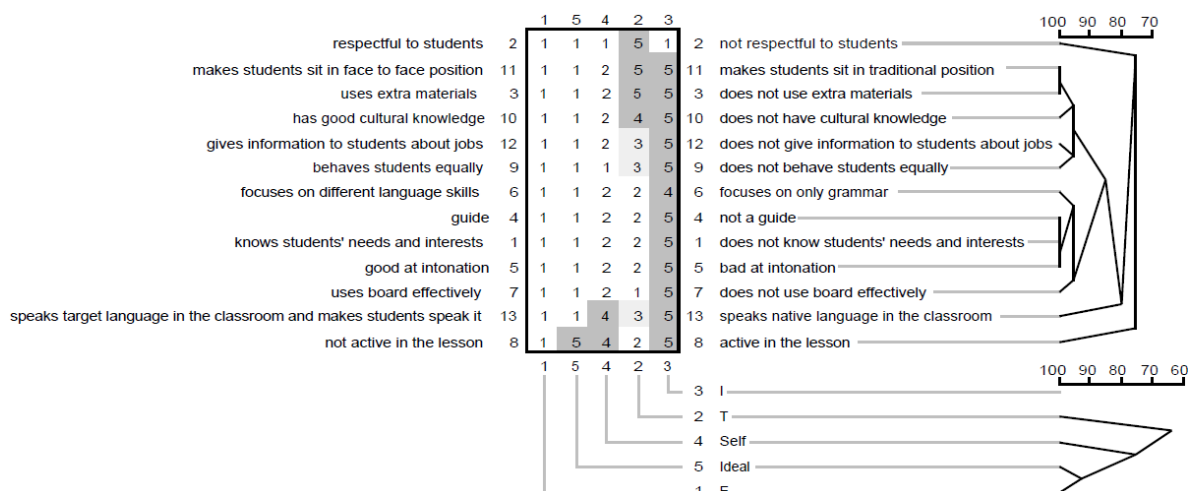 1 5 4 2 3
100 90 80 70
respectful to students 2 1 1 1 5 1 2 not respectful to students
makes students sit in face to face position 11 1 1 2 5 5 11 makes students sit in traditional position
uses extra materials 3 1 1 2 5 5 3 does not use extra materials
has good cultural knowledge 10 1 1 2 4 5 10 does not have cultural knowledge
gives information to students about jobs 12 1 1 2 3 5 12 does not give information to students about jobs
behaves students equally 9 1 1 1 3 5 9 does not behave students equally
focuses on different language skills 6 1 1 2 2 4 6 focuses on only grammar
guide 4 1 1 2 2 5 4 not a guide
knows students' needs and interests 1 1 1 2 2 5 1 does not know students' needs and interests
good at intonation 5 1 1 2 2 5 5 bad at intonation
uses board effectively 7 1 1 2 1 5 7 does not use board effectively
speaks target language in the classroom and makes students speak it 13 1 1 4 3 5 13 speaks native language in the classroom
not active in the lesson 8 1 5 4 2 5 8 active in the lesson
1 5 4 2 3
100 90 80 70 60
3 I
2 T
4 Self
5 Ideal